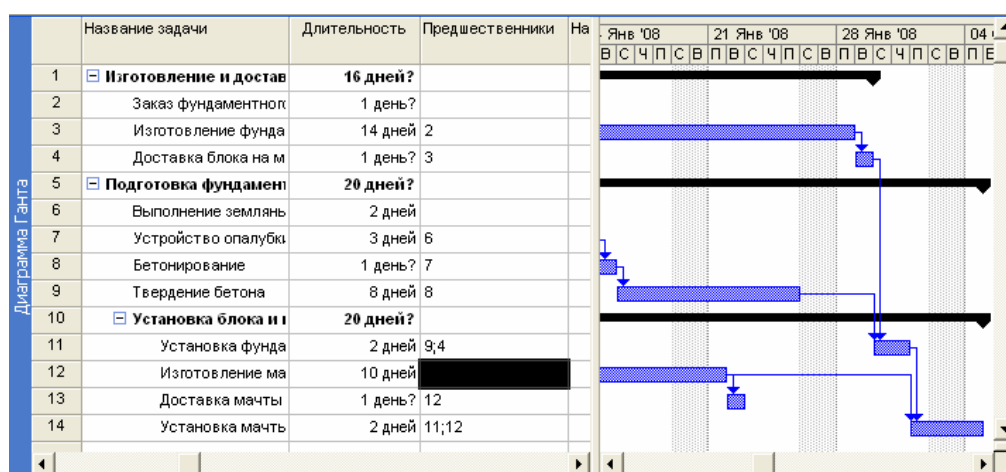 Название задачи Длительность Предшественники На
Янв '08 21 Янв '08 28 Янв '08 04
В С Ч П С В П В С Ч П С В П В С Ч П С В П В
1 Изготовление и достав 16 дней?
2 Заказ фундаментног 1 день?
3 Изготовление фунда 14 дней 2
4 Доставка блока на м 1 день? 3
5 Подготовка фундамент 20 дней?
6 Выполнение землянь 2 дней
7 Устройство опалубки 3 дней 6
8 Бетонирование 1 день? 7
9 Твердение бетона 8 дней 8
10 Установка блока и 20 дней?
11 Установка фунда 2 дней 9;4
12 Изготовление ма 10 дней
13 Доставка мачты 1 день? 12
14 Установка мачть 2 дней 11;12
Диаграмма Ганта